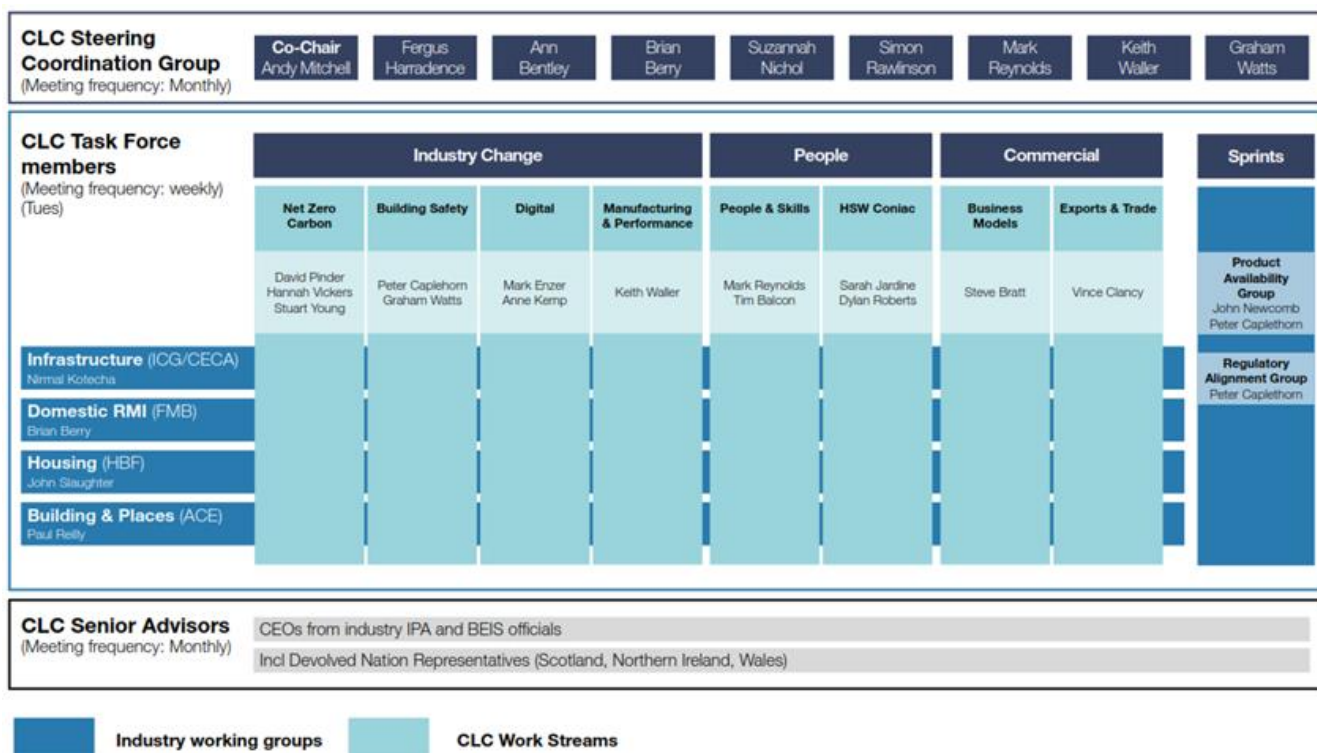 CLC Steering
Coordination Group
(Meeting frequency: Monthly)
Co-Chair
Andy Mitchell
Fergus
Harradence
Ann
Bentley
Brian
Berry
Suzannah
Nichol
Simon
Rawlinson
Mark
Reynolds
Keith
Waller
Graham
Watts
CLC Task Force
members
(Meeting frequency: weekly)
(Tues)
Industry Change
People
Commercial
Sprints
Net Zero
Carbon
Building Safety
Digital
Manufacturing
& Performance
People & Skills
HSW Coniac
Business
Models
Exports & Trade
David Pinder
Hannah Vickers
Stuart Young
Peter Caplehorn
Graham Watts
Mark Enzer
Anne Kemp
Keith Waller
Mark Reynolds
Tim Balcon
Sarah Jardine
Dylan Roberts
Steve Bratt
Vince Clancy
Product
Availability
Group
John Newcomb
Peter Caplethorn
Regulatory
Alignment Group
Peter Caplethorn
Infrastructure (ICG/CECA)
Nirmal Kotecha
Domestic RMI (FMB)
Brian Berry
Housing (HBF)
John Slaughter
Building & Places (ACE)
Paul Reilly
CLC Senior Advisors
(Meeting frequency: Monthly)
CEOs from industry IPA and BEIS officials
Incl Devolved Nation Representatives (Scotland, Northern Ireland, Wales)
Industry working groups
CLC Work Streams